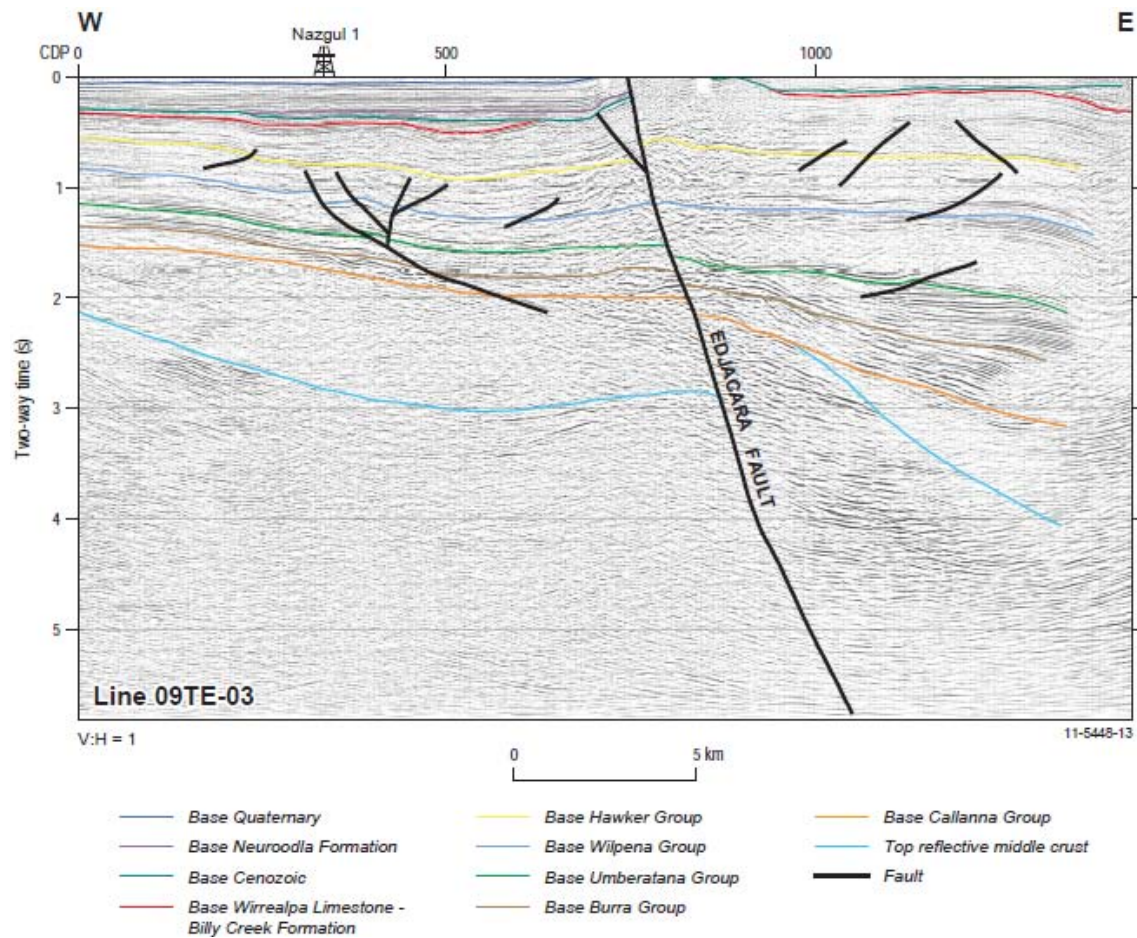 W
E
Nazgul 1
CDP 0
500
1000
0
1
2
3
4
5
Two-way time (s)
EDJACARA FAULT
Line 09TE-03
V:H = 1
11-5448-13
0
5 km
Base Quaternary
Base Neuroodla Formation
Base Cenozoic
Base Wirrealpa Limestone -
Billy Creek Formation
Base Hawker Group
Base Wilpena Group
Base Umberatana Group
Base Burra Group
Base Callanna Group
Top reflective middle crust
Fault